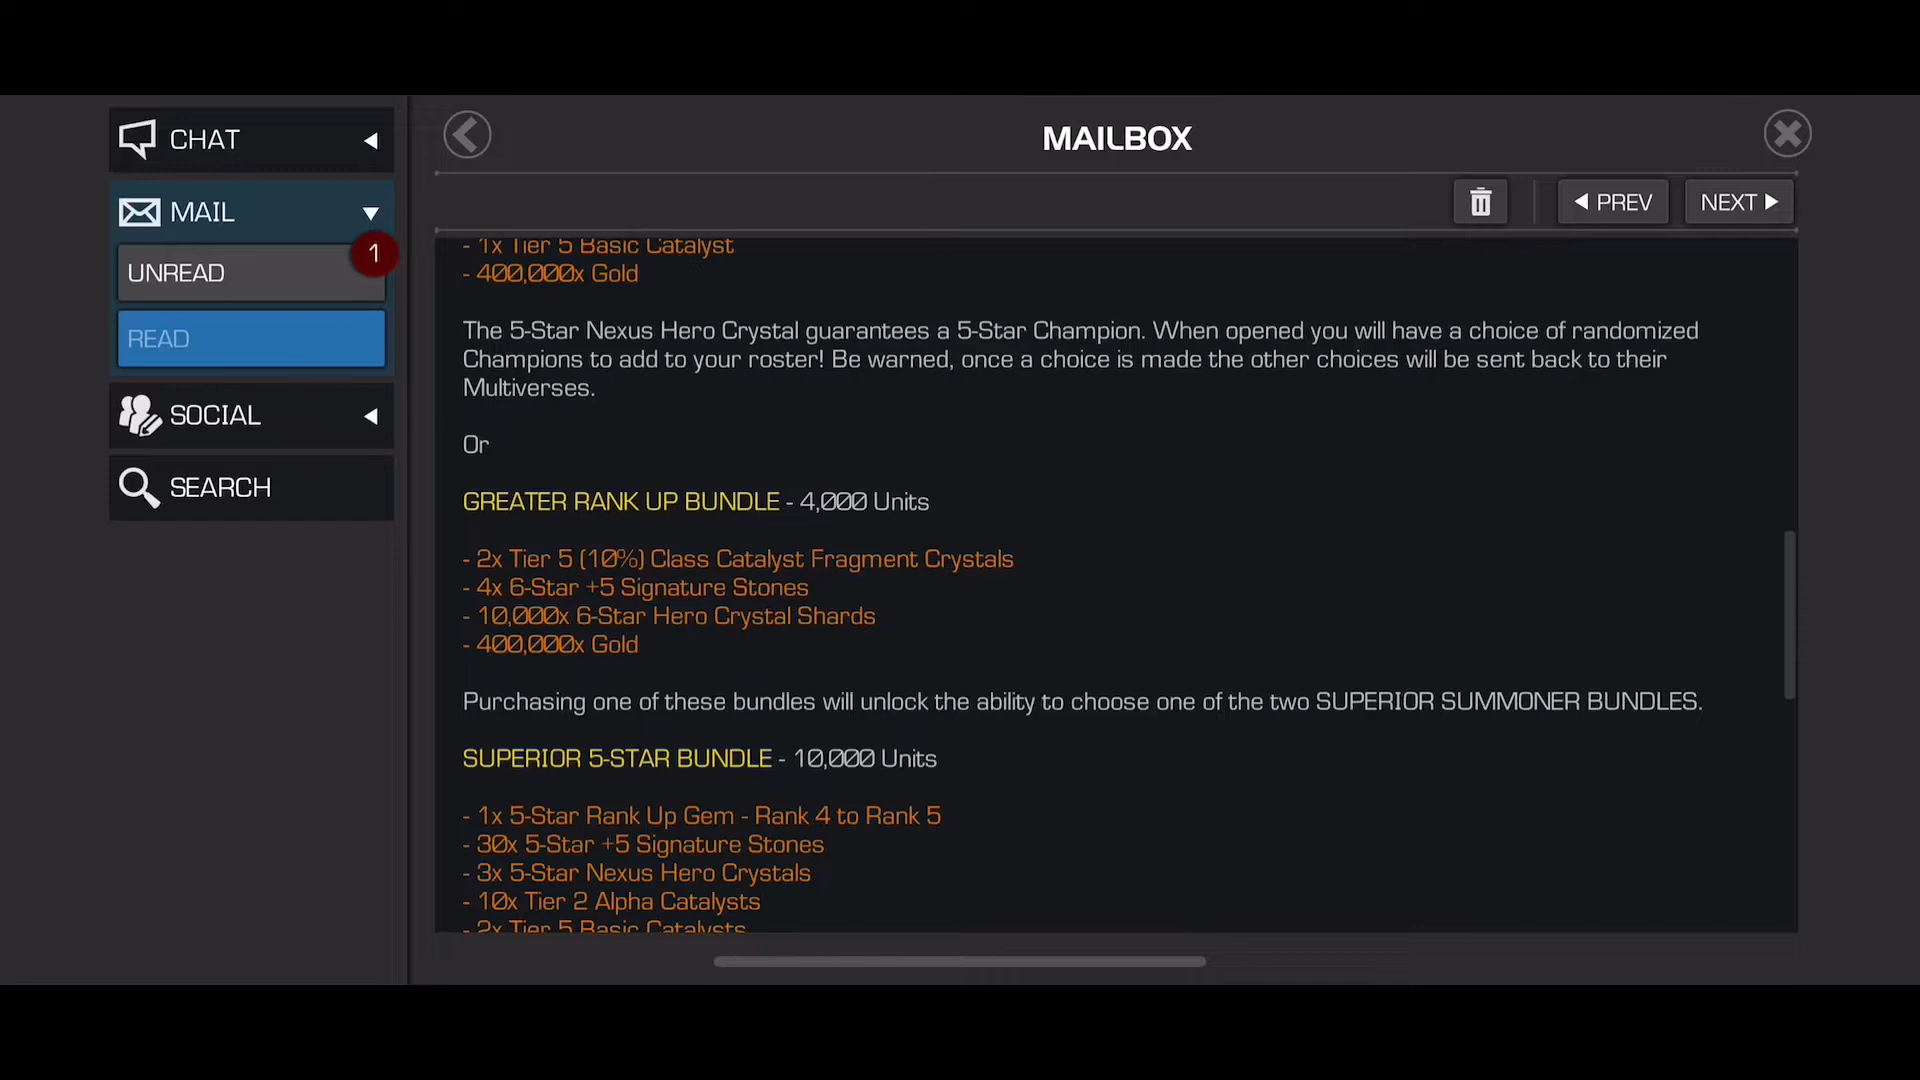 CHAT
MAIL
1
UNREAD
READ
SOCIAL
SEARCH
MAILBOX
PREV
NEXT
- 1x Tier 5 Basic Catalyst
- 400,000x Gold
The 5-Star Nexus Hero Crystal guarantees a 5-Star Champion. When opened you will have a choice of randomized
Champions to add to your roster! Be warned, once a choice is made the other choices will be sent back to their
Multiverses.
Or
GREATER RANK UP BUNDLE - 4,000 Units
- 2x Tier 5 (10%) Class Catalyst Fragment Crystals
- 4x 6-Star +5 Signature Stones
- 10,000x 6-Star Hero Crystal Shards
- 400,000x Gold
Purchasing one of these bundles will unlock the ability to choose one of the two SUPERIOR SUMMONER BUNDLES.
SUPERIOR 5-STAR BUNDLE - 10,000 Units
- 1x 5-Star Rank Up Gem - Rank 4 to Rank 5
- 30x 5-Star +5 Signature Stones
- 3x 5-Star Nexus Hero Crystals
- 10x Tier 2 Alpha Catalysts
- 2x Tier 5 Basic Catalysts